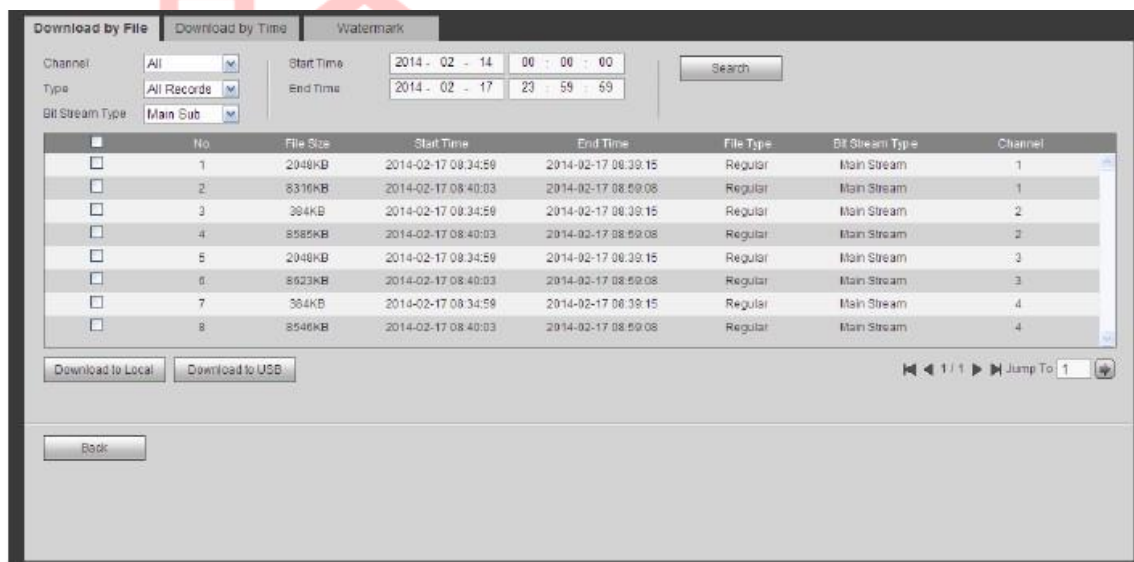 Download by File Download by Time Watermark
Channel All Start Time 2014 - 02 - 14 00 : 00 : 00 Search
Type All Recorde End Time 2014 - 02 - 17 23 : 59 : 59
Bit Stream Type Main Sub
No. File Size Start Time End Time File Type Bit Stream Type Channel
1 2048KB 2014-02-17 08:34:59 2014-02-17 08:39:15 Regular Main Stream 1
2 8316KB 2014-02-17 08:40:03 2014-02-17 08:59:08 Regular Main Stream 1
3 384KB 2014-02-17 08:34:59 2014-02-17 08:39:15 Regular Main Stream 2
4 8585KB 2014-02-17 08:40:03 2014-02-17 08:59:08 Regular Main Stream 2
5 2048KB 2014-02-17 08:34:59 2014-02-17 08:39:15 Regular Main Stream 3
6 8623KB 2014-02-17 08:40:03 2014-02-17 08:59:08 Regular Main Stream 3
7 384KB 2014-02-17 08:34:59 2014-02-17 08:39:15 Regular Main Stream 4
8 8546KB 2014-02-17 08:40:03 2014-02-17 08:59:08 Regular Main Stream 4
Download to Local Download to USB 1 / 1 Jump To 1
Back